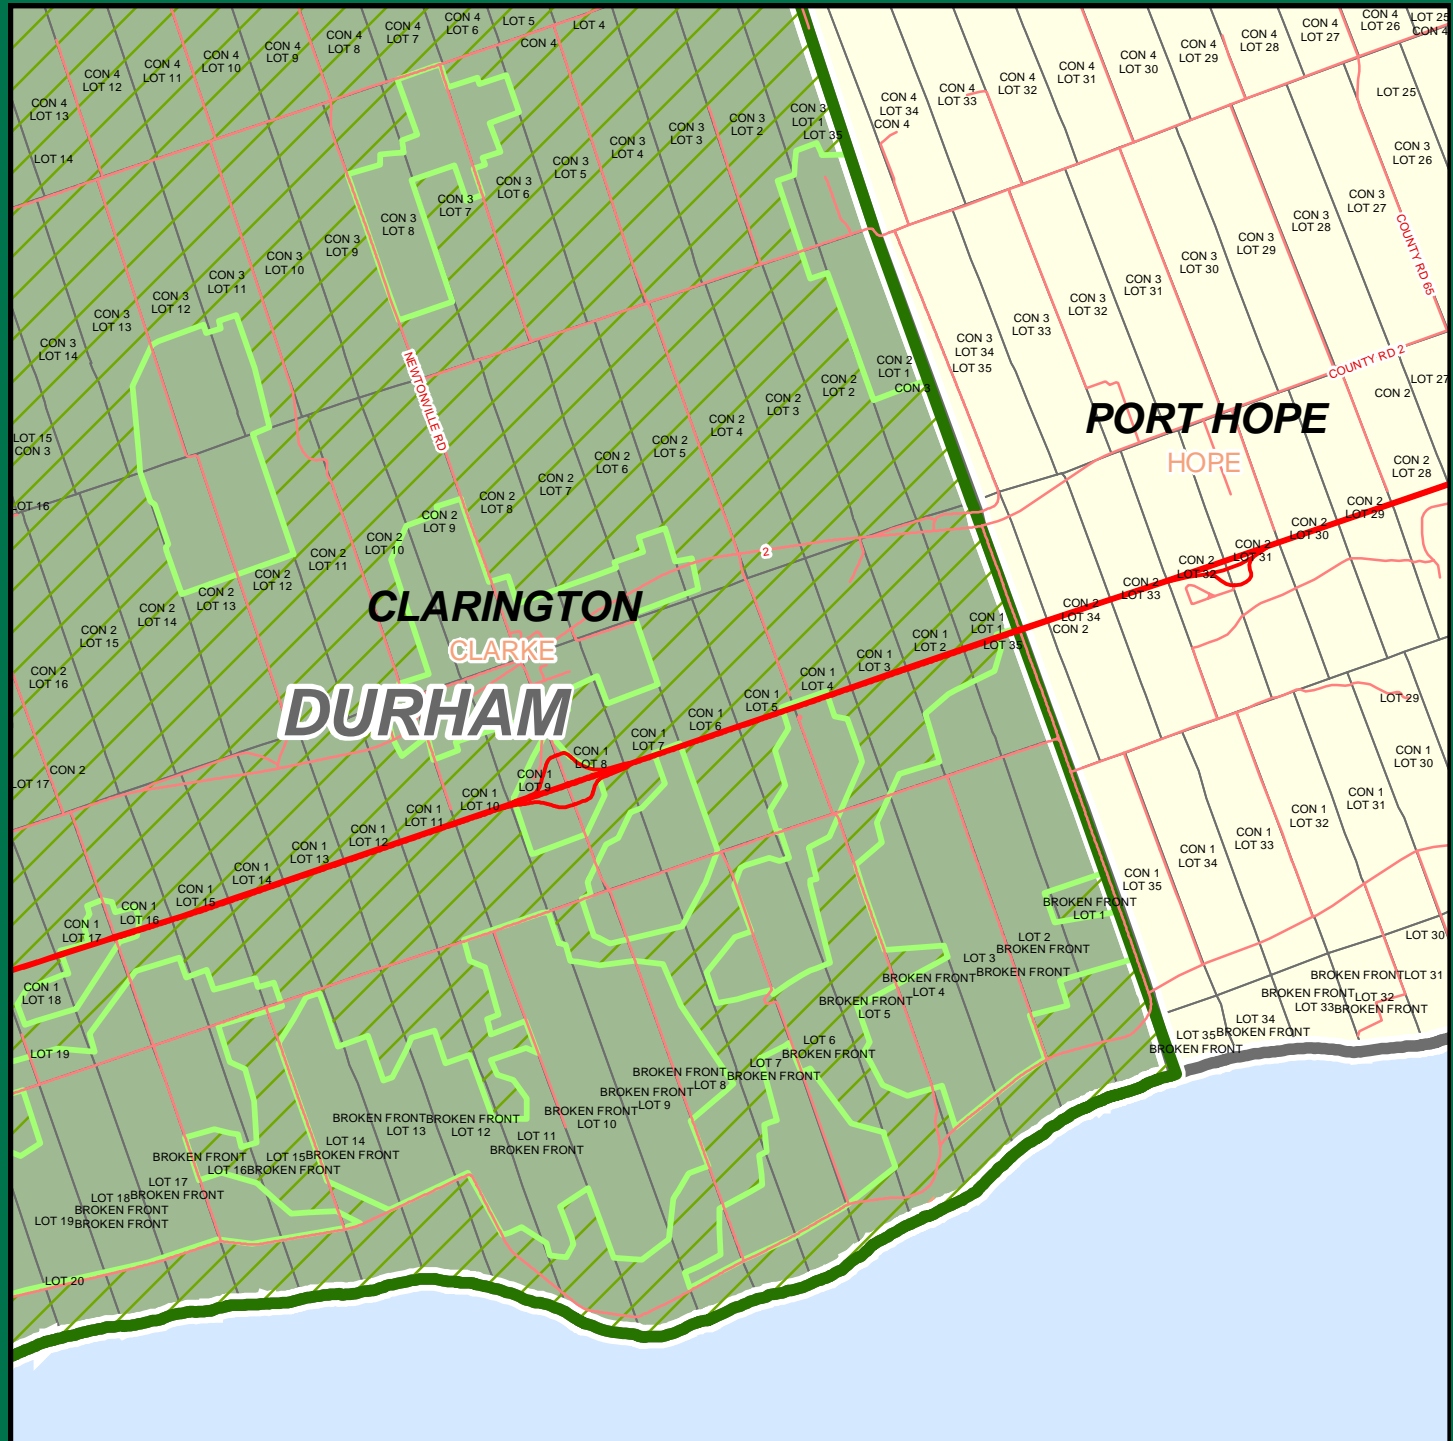 CON 4
LOT 13
CON 4
LOT 12
CON 4
LOT 11
CON 4
LOT 10
CON 4
LOT 9
CON 4
LOT 8
CON 4
LOT 7
CON 4
LOT 6
LOT 5
CON 4
LOT 4
LOT 14
CON 3
LOT 1
LOT 35
CON 3
LOT 2
CON 3
LOT 3
CON 3
LOT 4
CON 3
LOT 5
CON 3
LOT 6
CON 3
LOT 7
CON 3
LOT 8
CON 3
LOT 9
CON 3
LOT 10
CON 3
LOT 11
CON 3
LOT 12
CON 3
LOT 13
CON 3
LOT 14
LOT 15
CON 3
LOT 16
CON 4
LOT 34
CON 4
CON 4
LOT 33
CON 4
LOT 32
CON 4
LOT 31
CON 4
LOT 30
CON 4
LOT 29
CON 4
LOT 28
CON 4
LOT 27
CON 4
LOT 26
LOT 25
CON 4
LOT 25
CON 3
LOT 26
CON 3
LOT 27
CON 3
LOT 28
CON 3
LOT 29
CON 3
LOT 30
CON 3
LOT 31
CON 3
LOT 32
CON 3
LOT 33
CON 3
LOT 34
LOT 35
COUNTY RD 65
COUNTY RD 2
NEWTONVILLE RD
CON 2
LOT 1
CON 3
CON 2
LOT 2
CON 2
LOT 3
CON 2
LOT 4
CON 2
LOT 5
CON 2
LOT 6
CON 2
LOT 7
CON 2
LOT 8
CON 2
LOT 9
CON 2
LOT 10
CON 2
LOT 11
CON 2
LOT 12
CON 2
LOT 13
CON 2
LOT 14
CON 2
LOT 15
CON 2
LOT 16
LOT 17
CON 2
2
PORT HOPE
HOPE
LOT 27
CON 2
CON 2
LOT 28
CON 2
LOT 29
CON 2
LOT 30
CON 2
LOT 31
CON 2
LOT 32
CON 2
LOT 33
CON 2
LOT 34
CON 2
CLARINGTON
CLARKE
DURHAM
CON 1
LOT 1
LOT 35
CON 1
LOT 2
CON 1
LOT 3
CON 1
LOT 4
CON 1
LOT 5
CON 1
LOT 6
CON 1
LOT 7
CON 1
LOT 8
CON 1
LOT 9
CON 1
LOT 10
CON 1
LOT 11
CON 1
LOT 12
CON 1
LOT 13
CON 1
LOT 14
CON 1
LOT 15
CON 1
LOT 16
CON 1
LOT 17
CON 1
LOT 18
LOT 19
LOT 29
CON 1
LOT 30
CON 1
LOT 31
CON 1
LOT 32
CON 1
LOT 33
CON 1
LOT 34
CON 1
LOT 35
LOT 30
BROKEN FRONT
LOT 31
LOT 32
BROKEN FRONT
BROKEN FRONT
LOT 33
LOT 34
BROKEN FRONT
LOT 35
BROKEN FRONT
BROKEN FRONT
LOT 1
LOT 2
BROKEN FRONT
LOT 3
BROKEN FRONT
BROKEN FRONT
LOT 4
BROKEN FRONT
LOT 5
LOT 6
BROKEN FRONT
LOT 7
BROKEN FRONT
BROKEN FRONT
LOT 8
BROKEN FRONT
LOT 9
BROKEN FRONT
LOT 10
LOT 11
BROKEN FRONT
BROKEN FRONT
LOT 12
BROKEN FRONT
LOT 13
LOT 14
BROKEN FRONT
LOT 15
BROKEN FRONT
BROKEN FRONT
LOT 16
LOT 17
BROKEN FRONT
LOT 18
BROKEN FRONT
LOT 19
BROKEN FRONT
LOT 20